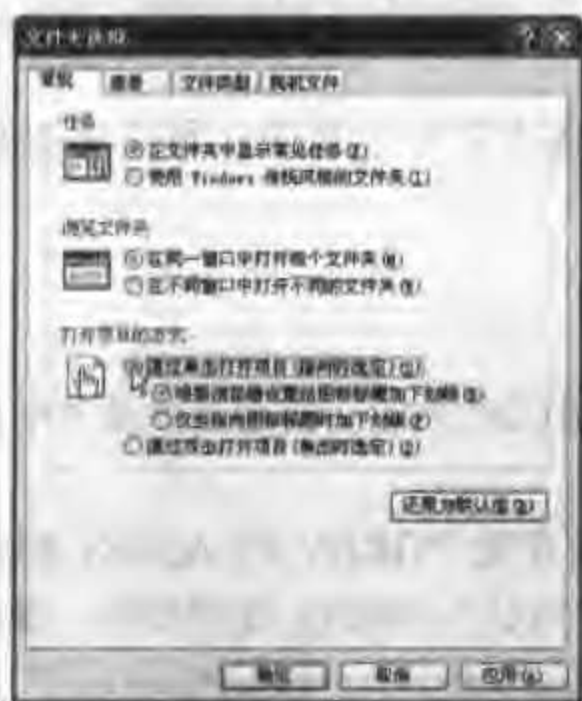 文件夹选项
常规 查看 文件类型 脱机文件
任务
在文件夹中显示常见任务(E)
使用 Windows 传统风格的文件夹(I)
浏览文件夹
在同一窗口中打开每个文件夹(M)
在不同窗口中打开不同的文件夹(W)
打开项目的方式
通过单击打开项目(指向时选定)(S)
根据浏览器设置给图标标题加下划线(B)
仅当指向图标标题时加下划线(P)
通过双击打开项目(单击时选定)(D)
还原为默认值(R)
确定 取消 应用(A)